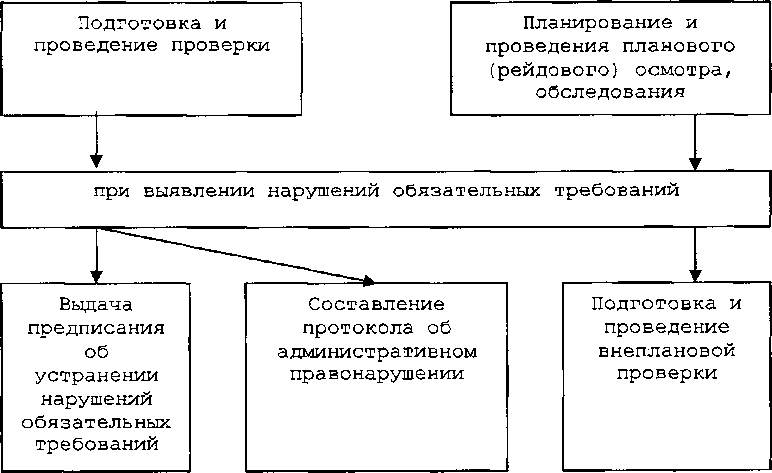 Подготовка и
проведение проверки
Планирование и
проведения планового
(рейдового) осмотра,
обследования
при выявлении нарушений обязательных требований
Выдача
предписания
об
устранении
нарушений
обязательных
требований
Составление
протокола об
административном
правонарушении
Подготовка и
проведение
внеплановой
проверки